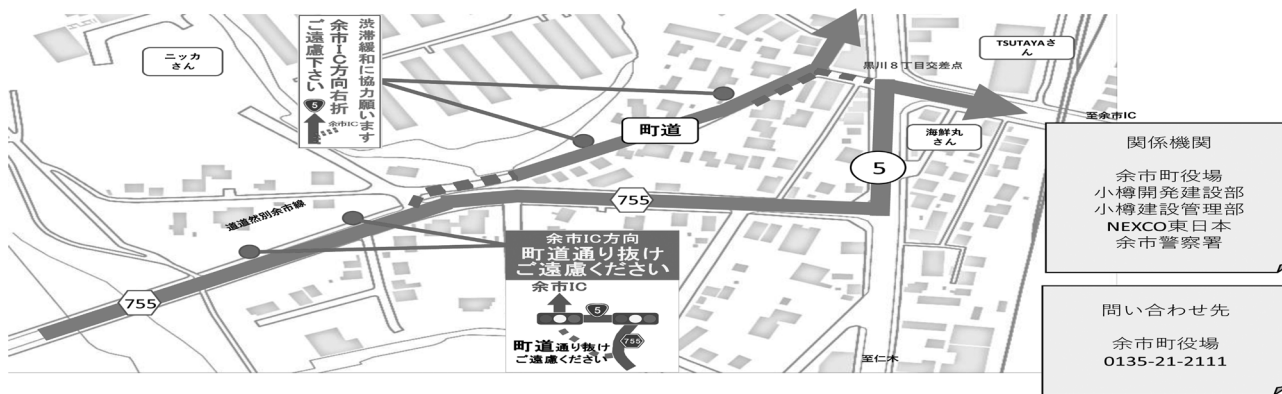 渋滞緩和に協力願います
余市IC方向右折
ご遠慮下さい
5
余市IC
ニッカ
さん
TSUTAYAさ
ん
黒川8丁目交差点
至余市IC
町道
海鮮丸
さん
5
755
道道然別余市線
755
余市IC方向
町道通り抜け
ご遠慮ください
余市IC
5
755
町道通り抜け
ご遠慮ください
至仁木
関係機関
余市町役場
小樽開発建設部
小樽建設管理部
NEXCO東日本
余市警察署
問い合わせ先
余市町役場
0135-21-2111